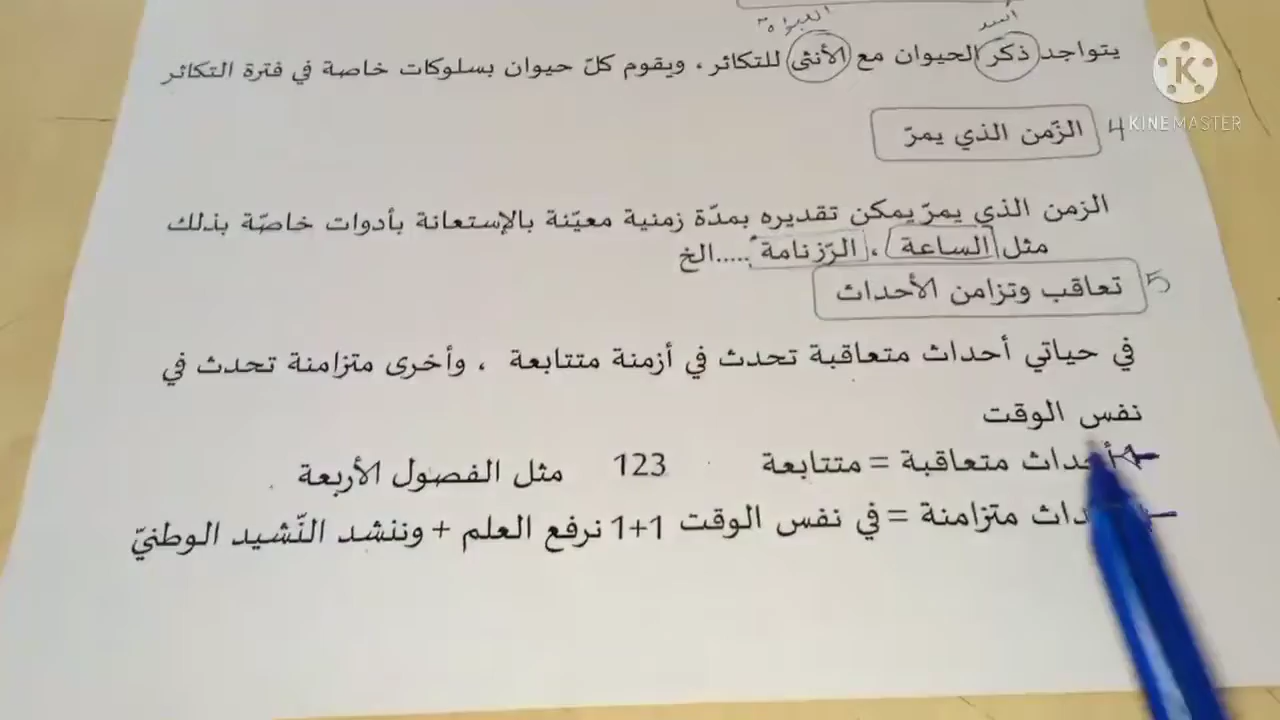 أسد اللبؤة
يتواجد ذكر الحيوان مع الأنثى للتكاثر ، ويقوم كلّ حيوان بسلوكات خاصة في فترة التكاثر
K
KINEMASTER
4 الزّمن الذي يمرّ
الزمن الذي يمرّ يمكن تقديره بمدّة زمنية معيّنة بالإستعانة بأدوات خاصّة بذلك
مثل الساعة ، الرّزنامة .....الخ
5 تعاقب وتزامن الأحداث
في حياتي أحداث متعاقبة تحدث في أزمنة متتابعة ، وأخرى متزامنة تحدث في
نفس الوقت
أحداث متعاقبة = متتابعة 123 مثل الفصول الأربعة
متزامنة = في نفس الوقت 1+1 نرفع العلم + وننشد النّشيد الوطنيّ